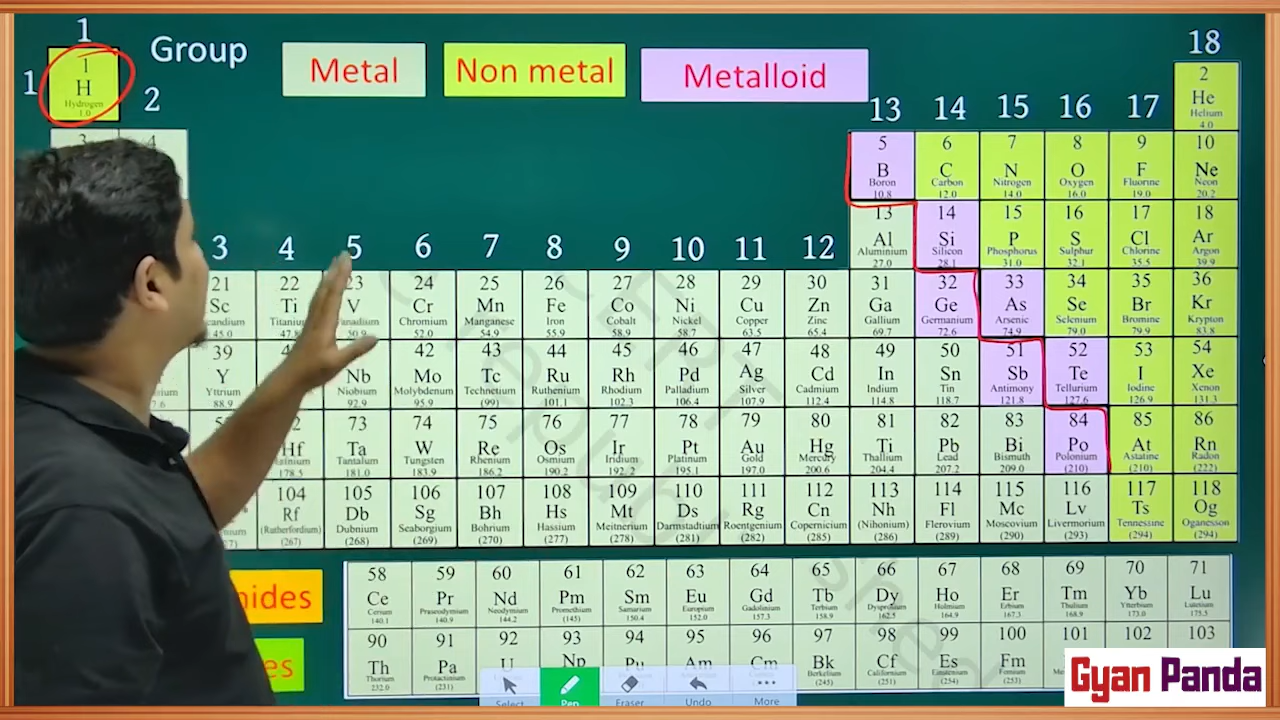 1
Group
Metal
Non metal
Metalloid
18
1
1
H
Hydrogen
1.0
2
13 14 15 16 17
2
He
Helium
4.0
3 4
5 6 7 8 9 10
B C N O F Ne
Boron Carbon Nitrogen Oxygen Fluorine Neon
10.8 12.0 14.0 16.0 19.0 20.2
13 14 15 16 17 18
Al Si P S Cl Ar
Aluminium Silicon Phosphorus Sulphur Chlorine Argon
27.0 28.1 31.0 32.1 35.5 39.9
3 4 5 6 7 8 9 10 11 12
21 22 23 24 25 26 27 28 29 30 31 32 33 34 35 36
Sc Ti V Cr Mn Fe Co Ni Cu Zn Ga Ge As Se Br Kr
Chromium Manganese Iron Cobalt Nickel Copper Zinc Gallium Germanium Arsenic Selenium Bromine Krypton
45.0 50.9 52.0 54.9 55.9 58.9 58.7 63.5 65.4 69.7 72.6 74.9 79.0 79.9 83.8
39 42 43 44 45 46 47 48 49 50 51 52 53 54
Y Nb Mo Tc Ru Rh Pd Ag Cd In Sn Sb Te I Xe
Yttrium Niobium Molybdenum Technetium Ruthenium Rhodium Palladium Silver Cadmium Indium Tin Antimony Tellurium Iodine Xenon
88.9 92.9 95.9 (99) 101.1 102.3 106.4 107.9 112.4 114.8 118.7 121.8 127.6 126.9 131.3
73 74 75 76 77 78 79 80 81 82 83 84 85 86
Hf Ta W Re Os Ir Pt Au Hg Ti Pb Bi Po At Rn
Tantalum Tungsten Rhenium Osmium Iridium Platinum Gold Mercury Thallium Lead Bismuth Polonium Astatine Radon
178.5 181.0 183.9 186.2 190.2 192.2 195.1 197.0 200.6 204.4 207.2 209.0 (210) (210) (222)
104 105 106 107 108 109 110 111 112 113 114 115 116 117 118
Rf Db Sg Bh Hs Mt Ds Rg Cn Nh Fl Mc Lv Ts Og
(Rutherfordium) Dubnium Seaborgium Bohrium Hassium Meitnerium Darmstadtium Roentgenium Copernicium (Nihonium) Flerovium Moscovium Livermorium Tennessine Oganesson
(267) (268) (269) (270) (277) (278) (281) (282) (285) (286) (289) (290) (293) (294) (294)
58 59 60 61 62 63 64 65 66 67 68 69 70 71
Ce Pr Nd Pm Sm Eu Gd Tb Dy Ho Er Tm Yb Lu
Cerium Praseodymium Neodymium Promethium Samarium Europium Gadolinium Terbium Dysprosium Holmium Erbium Thulium Ytterbium Lutetium
140.1 140.9 144.2 (145) 150.4 152.0 157.3 158.9 162.5 164.9 167.3 168.9 173.0 175.5
90 91 92 93 94 95 96 97 98 99 100 101 102 103
Th Pa U Np Pu Am Cm Bk Cf Es Fm
Thorium Protactinium Berkelium Californium Einsteinium Fermium
232.0 (231) (245) (251) (254) (253)
Select Pen Eraser Undo More
Gyan Panda